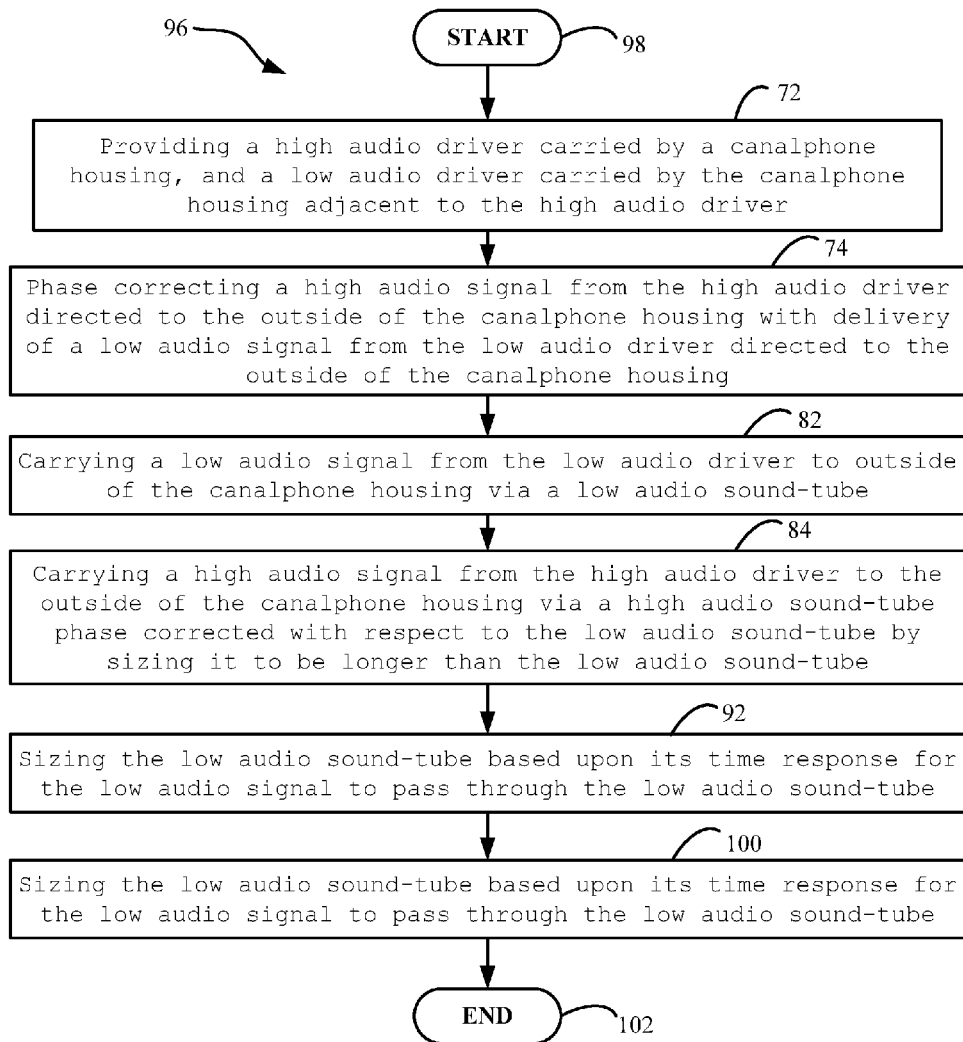 96
START
98
72
Providing a high audio driver carried by a canalphone
housing, and a low audio driver carried by the canalphone
housing adjacent to the high audio driver
74
Phase correcting a high audio signal from the high audio driver
directed to the outside of the canalphone housing with delivery
of a low audio signal from the low audio driver directed to the
outside of the canalphone housing
82
Carrying a low audio signal from the low audio driver to outside
of the canalphone housing via a low audio sound-tube
84
Carrying a high audio signal from the high audio driver to the
outside of the canalphone housing via a high audio sound-tube
phase corrected with respect to the low audio sound-tube by
sizing it to be longer than the low audio sound-tube
92
Sizing the low audio sound-tube based upon its time response for
the low audio signal to pass through the low audio sound-tube
100
Sizing the low audio sound-tube based upon its time response for
the low audio signal to pass through the low audio sound-tube
END
102